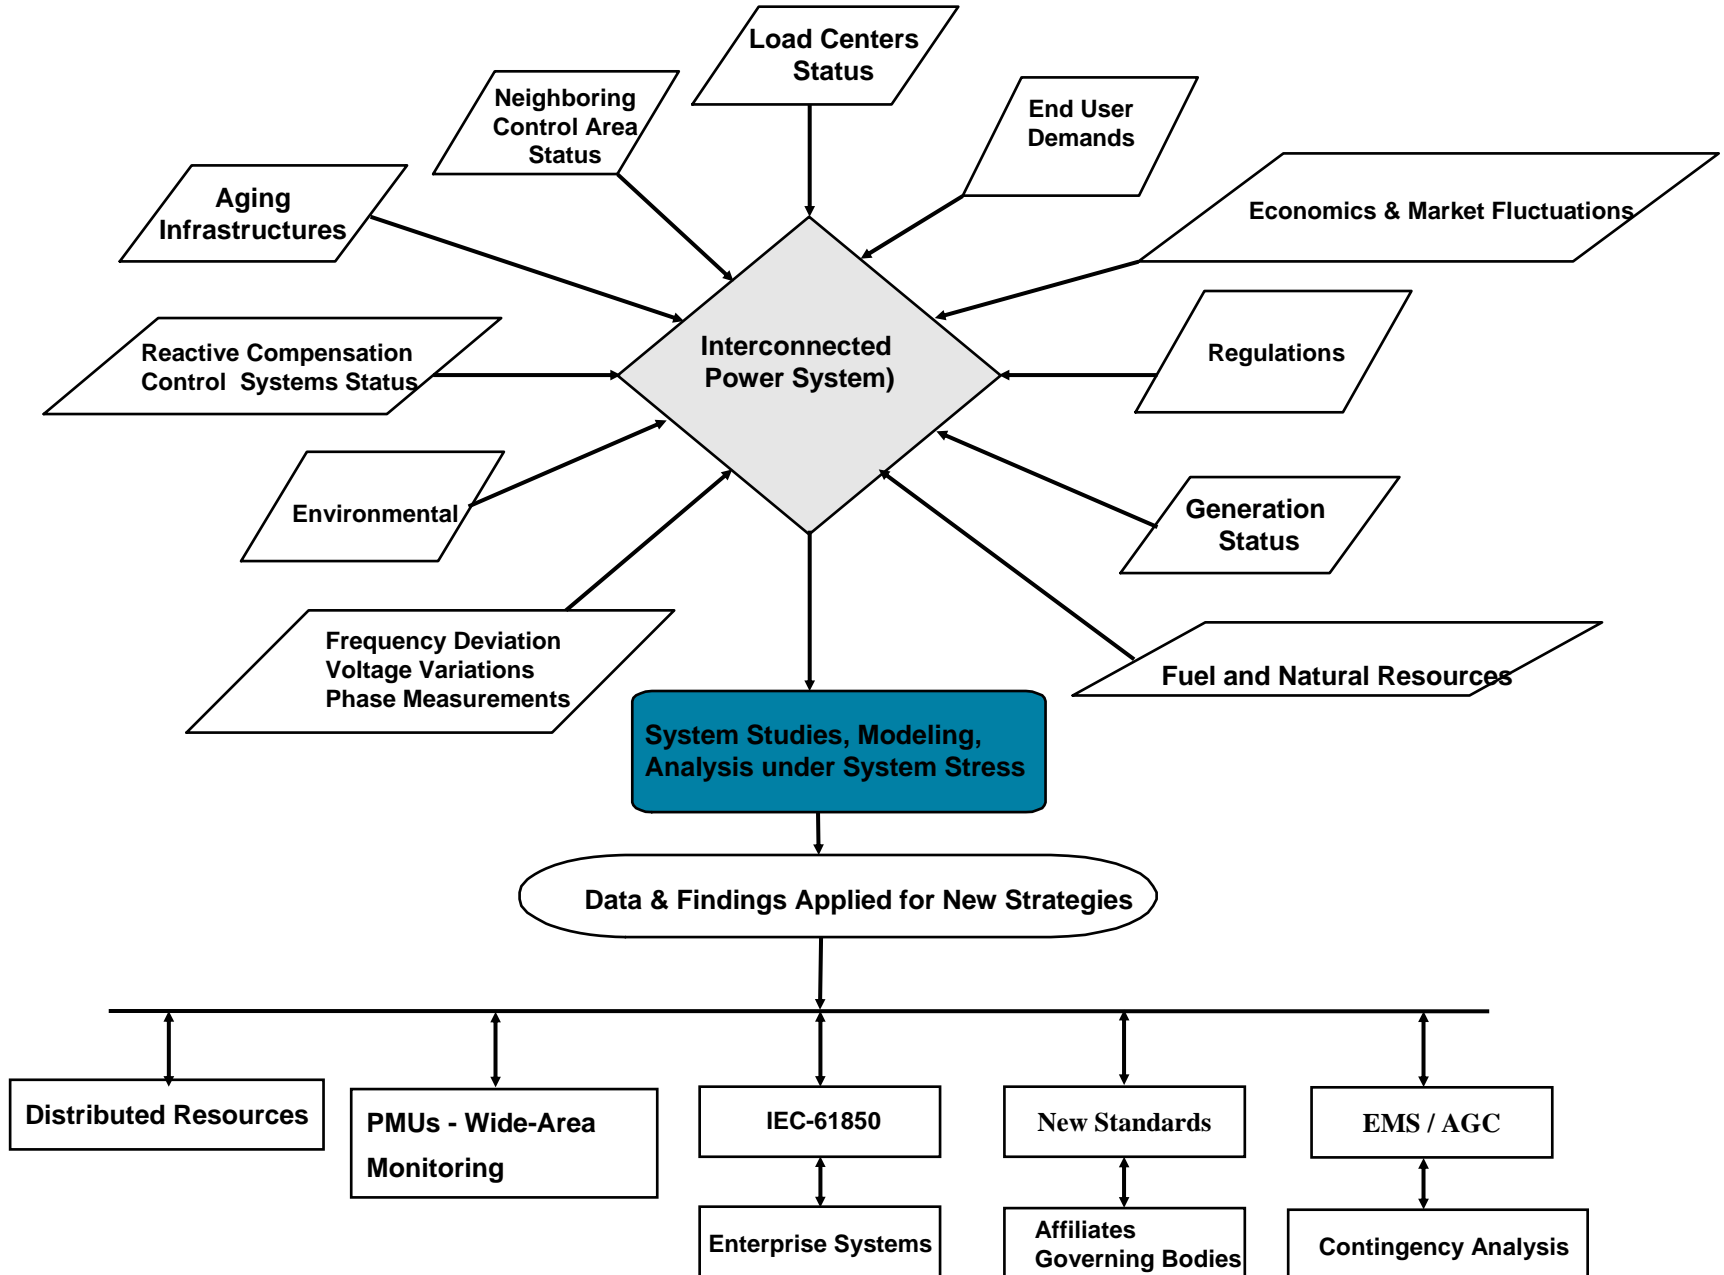 Load Centers
Status
Neighboring
Control Area
Status
End User
Demands
Aging
Infrastructures
Economics & Market Fluctuations
Reactive Compensation
Control Systems Status
Interconnected
Power System)
Regulations
Environmental
Generation
Status
Frequency Deviation
Voltage Variations
Phase Measurements
Fuel and Natural Resources
System Studies, Modeling,
Analysis under System Stress
Data & Findings Applied for New Strategies
Distributed Resources
PMUs - Wide-Area
Monitoring
IEC-61850
New Standards
EMS / AGC
Enterprise Systems
Affiliates
Governing Bodies
Contingency Analysis